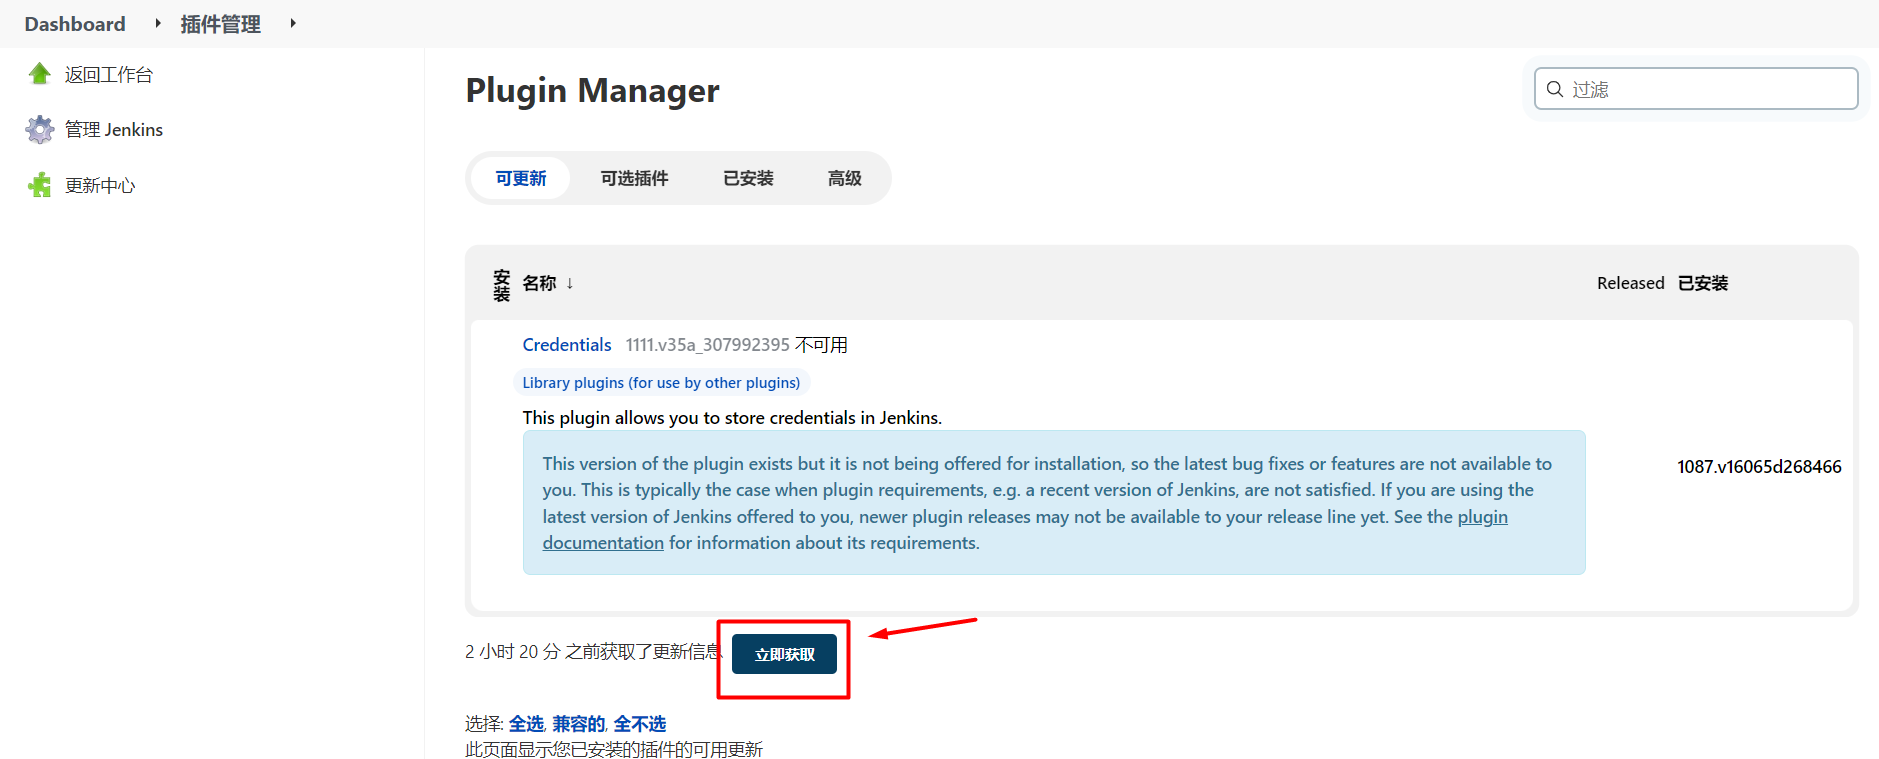 Dashboard 插件管理
返回工作台
管理 Jenkins
更新中心
Plugin Manager
过滤
可更新 可选插件 已安装 高级
安装 名称 ↓ Released 已安装
Credentials 1111.v35a_307992395 不可用
Library plugins (for use by other plugins)
This plugin allows you to store credentials in Jenkins.
This version of the plugin exists but it is not being offered for installation, so the latest bug fixes or features are not available to
you. This is typically the case when plugin requirements, e.g. a recent version of Jenkins, are not satisfied. If you are using the
latest version of Jenkins offered to you, newer plugin releases may not be available to your release line yet. See the plugin
documentation for information about its requirements.
1087.v16065d268466
2 小时 20 分 之前获取了更新信息 立即获取
选择: 全选, 兼容的, 全不选
此页面显示您已安装的插件的可用更新